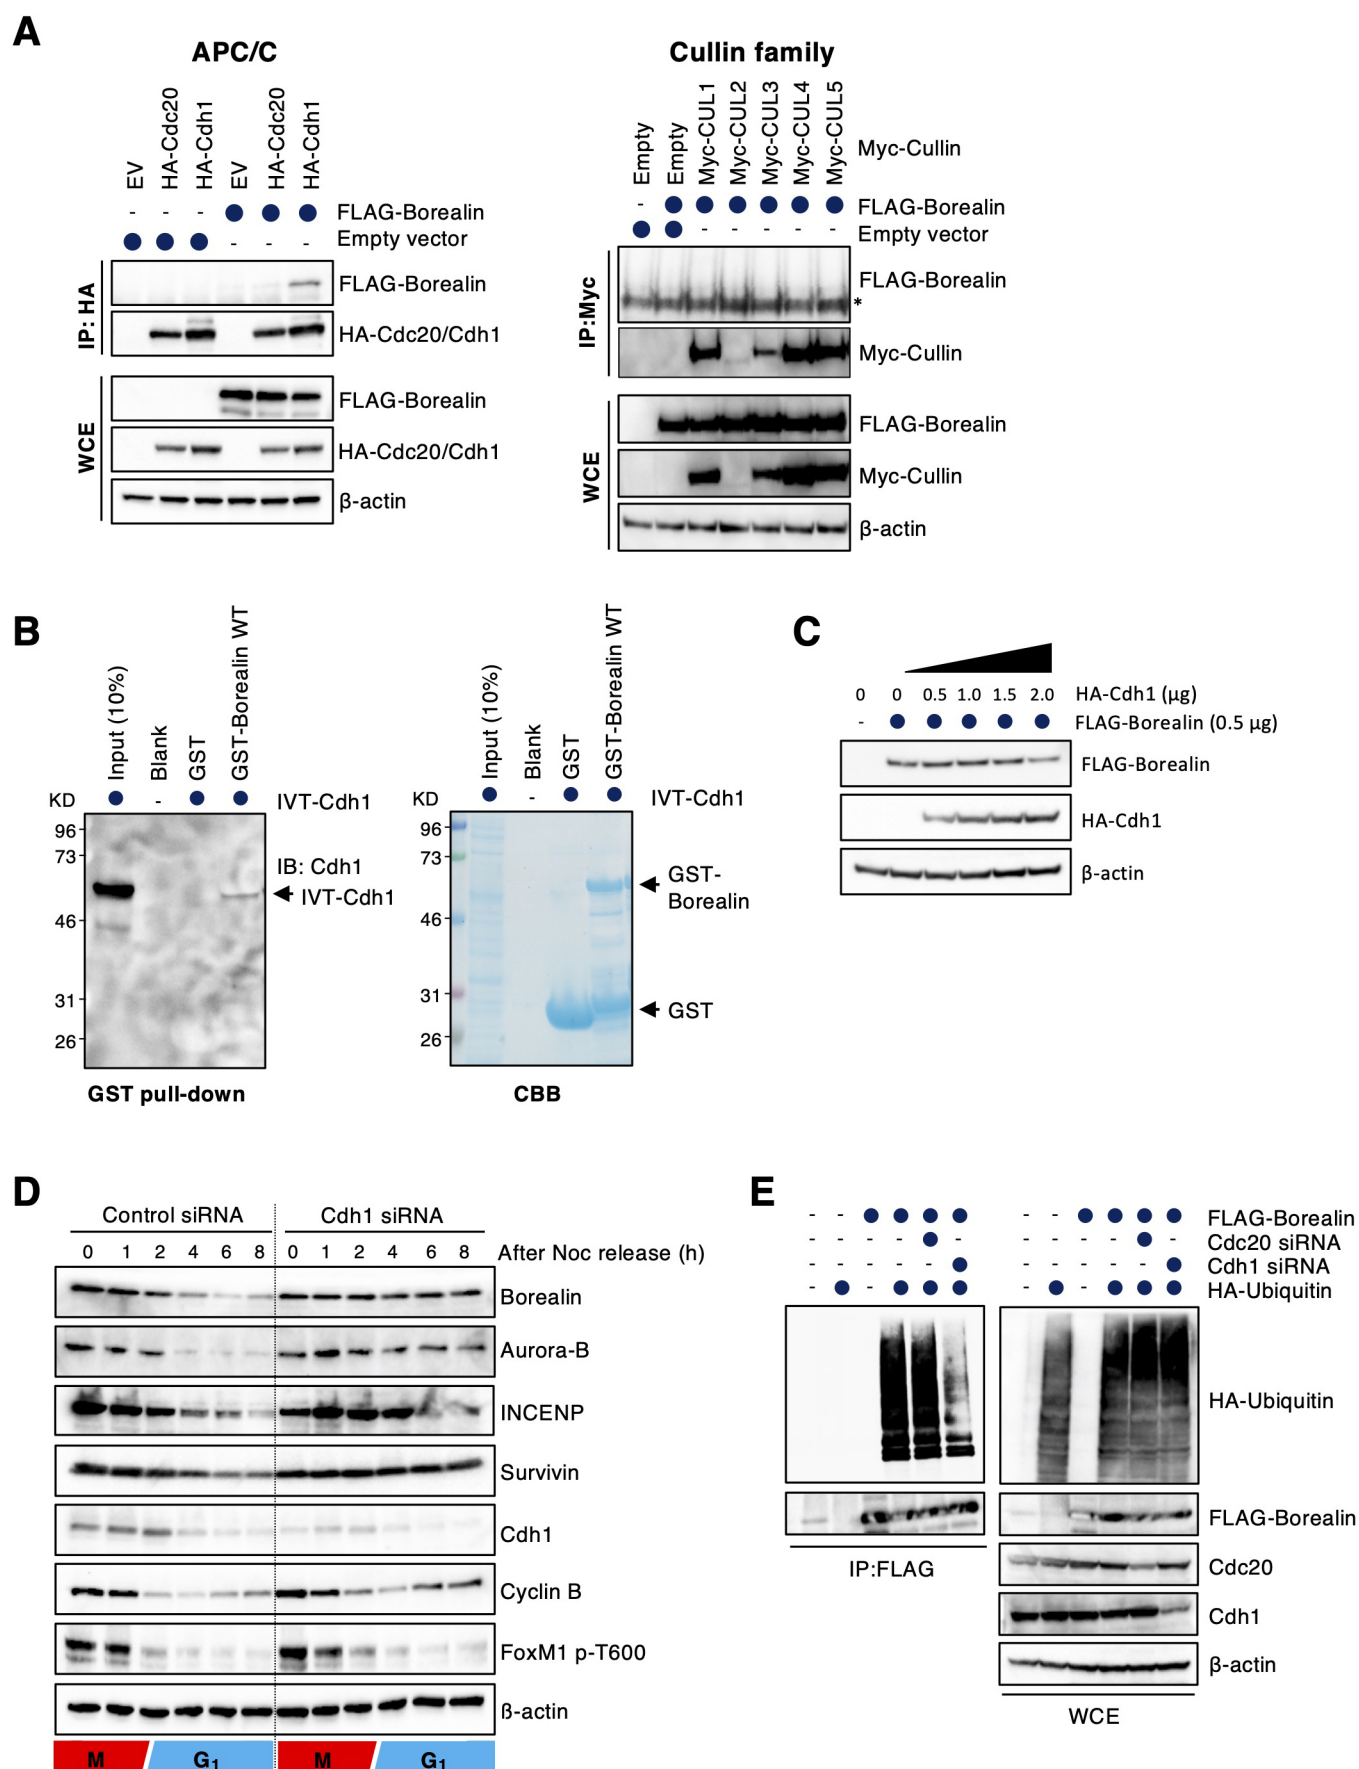 A
APC/C
EV
HA-Cdc20
HA-Cdh1
EV
HA-Cdc20
HA-Cdh1
- - - FLAG-Borealin
- - - Empty vector
IP: HA
FLAG-Borealin
HA-Cdc20/Cdh1
WCE
FLAG-Borealin
HA-Cdc20/Cdh1
β-actin
Cullin family
Empty
Empty
Myc-CUL1
Myc-CUL2
Myc-CUL3
Myc-CUL4
Myc-CUL5
Myc-Cullin
- FLAG-Borealin
- - - - - Empty vector
IP:Myc
FLAG-Borealin
*
Myc-Cullin
WCE
FLAG-Borealin
Myc-Cullin
β-actin
B
Input (10%)
Blank
GST
GST-Borealin WT
KD - IVT-Cdh1
96
73
46
31
26
IB: Cdh1
IVT-Cdh1
GST pull-down
Input (10%)
Blank
GST
GST-Borealin WT
KD - IVT-Cdh1
96
73
46
31
26
GST-
Borealin
GST
CBB
C
0 0 0.5 1.0 1.5 2.0 HA-Cdh1 (µg)
- FLAG-Borealin (0.5 µg)
FLAG-Borealin
HA-Cdh1
β-actin
D
Control siRNA Cdh1 siRNA
0 1 2 4 6 8 0 1 2 4 6 8 After Noc release (h)
Borealin
Aurora-B
INCENP
Survivin
Cdh1
Cyclin B
FoxM1 p-T600
ß-actin
M G1 M G1
E
- - - - FLAG-Borealin
- - - - - - - - - - Cdc20 siRNA
- - - - - - - - - - Cdh1 siRNA
- - - - HA-Ubiquitin
HA-Ubiquitin
FLAG-Borealin
IP:FLAG
Cdc20
Cdh1
β-actin
WCE